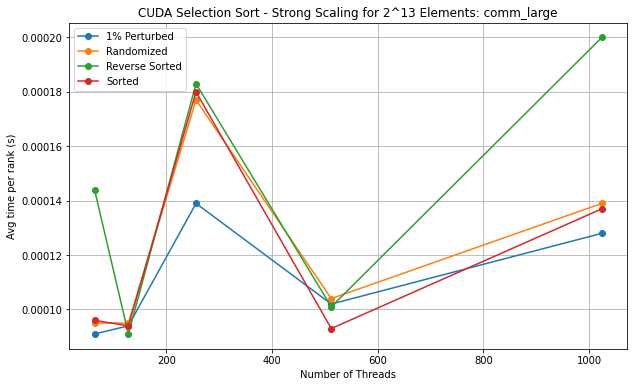 CUDA Selection Sort - Strong Scaling for 2^13 Elements: comm_large
1% Perturbed
Randomized
Reverse Sorted
Sorted
Avg time per rank (s)
0.00020
0.00018
0.00016
0.00014
0.00012
0.00010
200 400 600 800 1000
Number of Threads